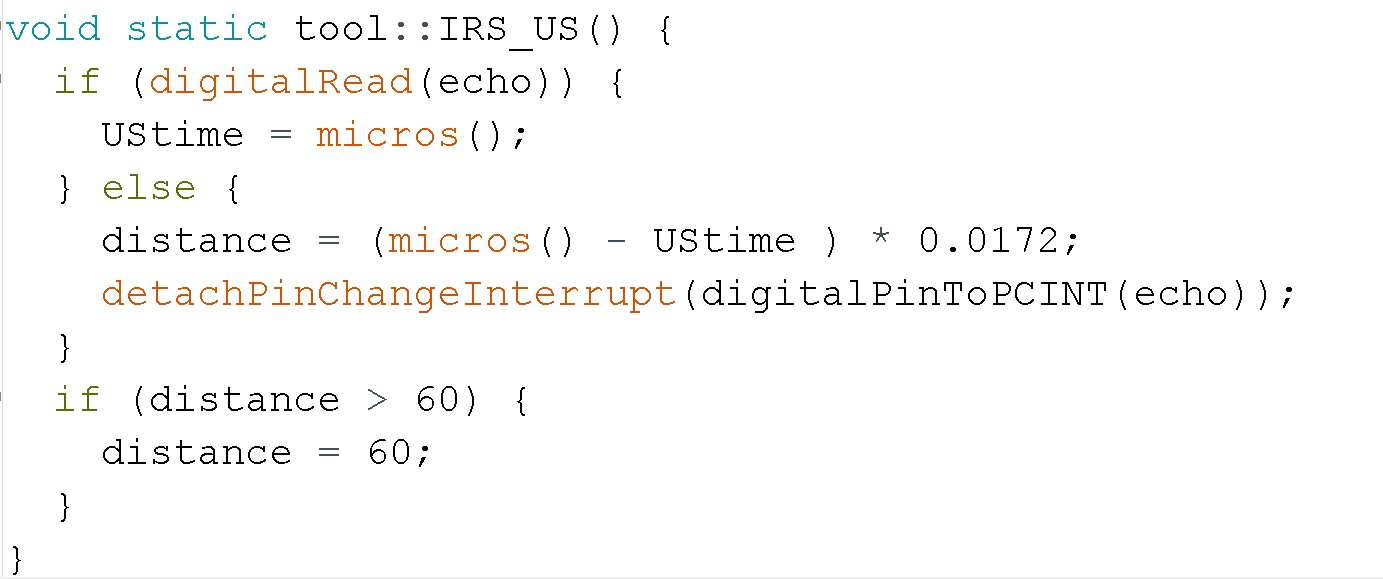 void static tool::IRS_US() {
  if (digitalRead(echo)) {
    UStime = micros();
  } else {
    distance = (micros() - UStime ) * 0.0172;
    detachPinChangeInterrupt(digitalPinToPCINT(echo));
  }
  if (distance > 60) {
    distance = 60;
  }
}